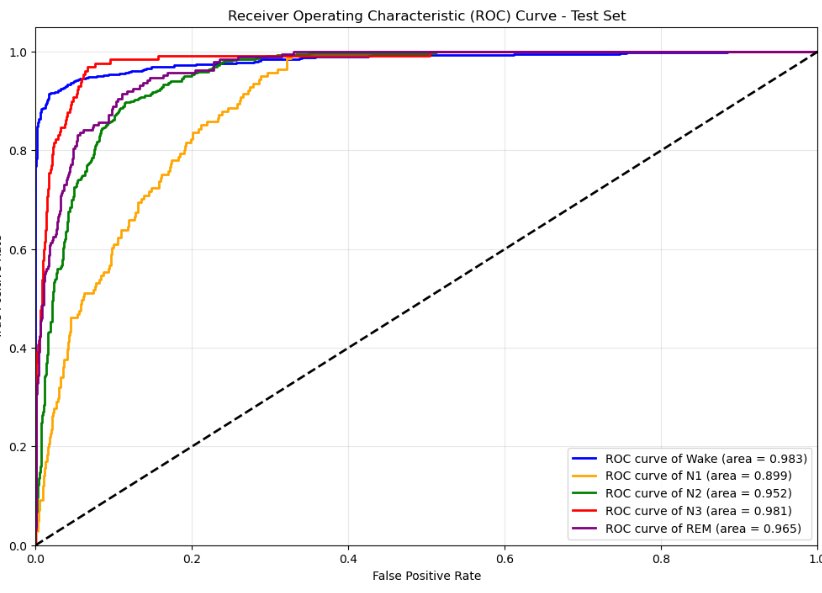 Receiver Operating Characteristic (ROC) Curve - Test Set
1.0
0.8
0.6
0.4
0.2
0.0
ROC curve of Wake (area = 0.983)
ROC curve of N1 (area = 0.899)
ROC curve of N2 (area = 0.952)
ROC curve of N3 (area = 0.981)
ROC curve of REM (area = 0.965)
0.0 0.2 0.4 0.6 0.8 1.0
False Positive Rate